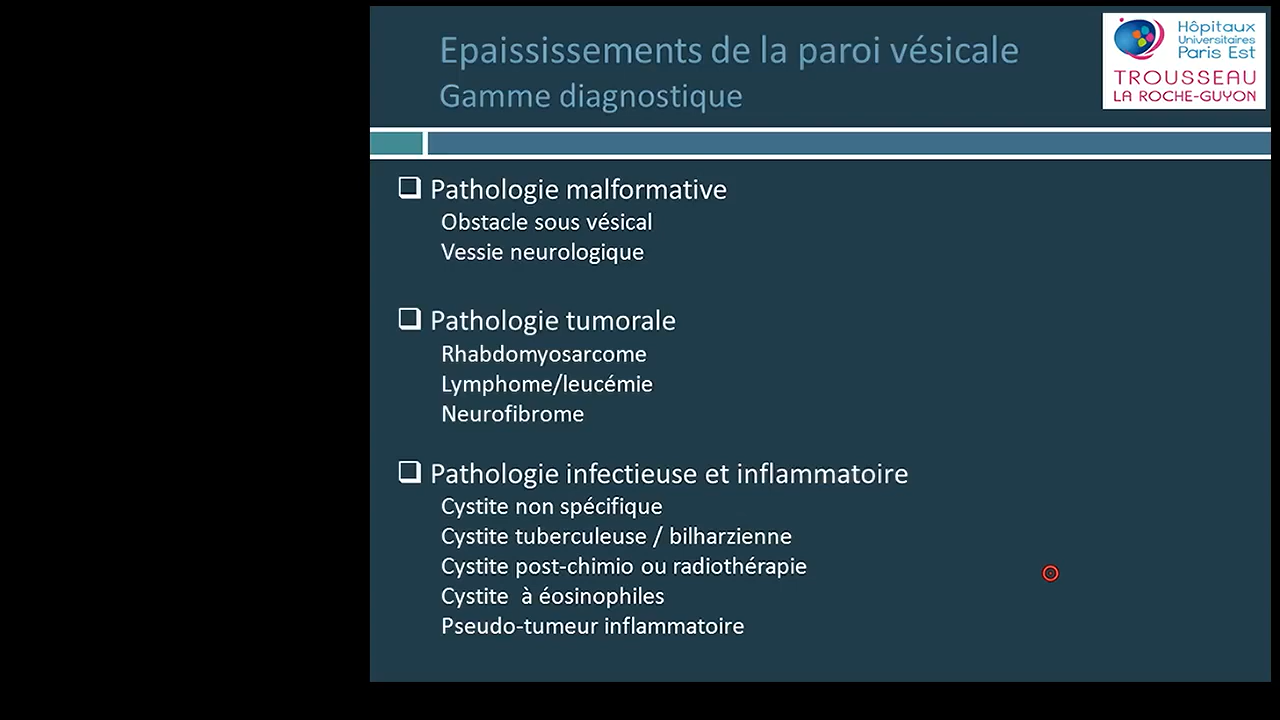 Epaississements de la paroi vésicale
Gamme diagnostique
Hôpitaux
Universitaires
Paris Est
TROUSSEAU
LA ROCHE-GUYON
Pathologie malformative
Obstacle sous vésical
Vessie neurologique
Pathologie tumorale
Rhabdomyosarcome
Lymphome/leucémie
Neurofibrome
Pathologie infectieuse et inflammatoire
Cystite non spécifique
Cystite tuberculeuse / bilharzienne
Cystite post-chimio ou radiothérapie
Cystite  à éosinophiles
Pseudo-tumeur inflammatoire